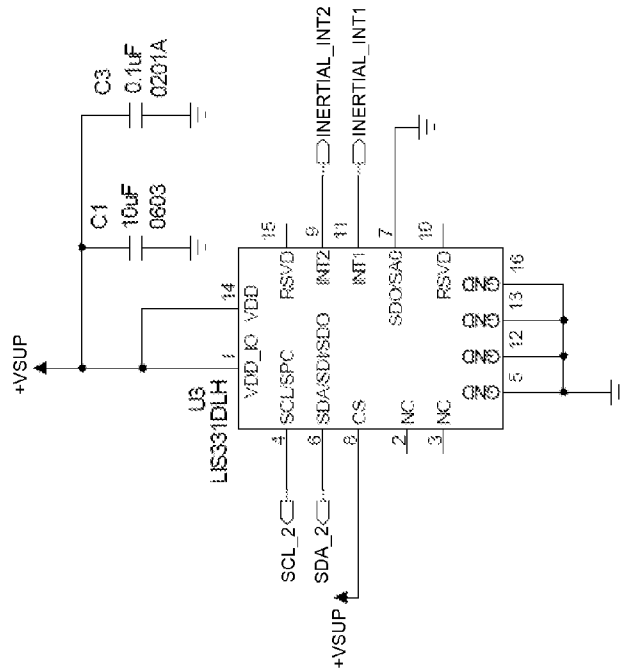 +VSUP
C1
10uF
0603
C3
0.1uF
0201A
U3
LIS331DLH
1
VDD_IO
14
VDD
SCL_2
4
SCL/SPC
SDA_2
6
SDA/SDI/SDO
+VSUP
8
CS
2
NC
3
NC
15
RSVD
9
INT2
INERTIAL_INT2
11
INT1
INERTIAL_INT1
7
SDO/SA0
10
RSVD
GND
5
GND
12
GND
13
GND
16